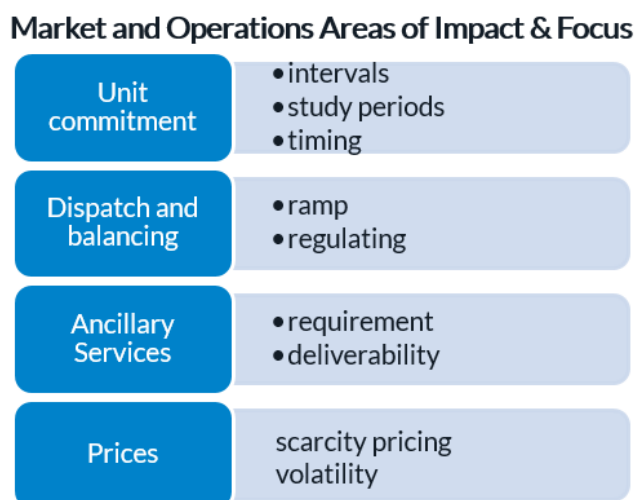 Market and Operations Areas of Impact & Focus
Unit
commitment
•intervals
•study periods
•timing
Dispatch and
balancing
•ramp
•regulating
Ancillary
Services
•requirement
•deliverability
Prices
scarcity pricing
volatility